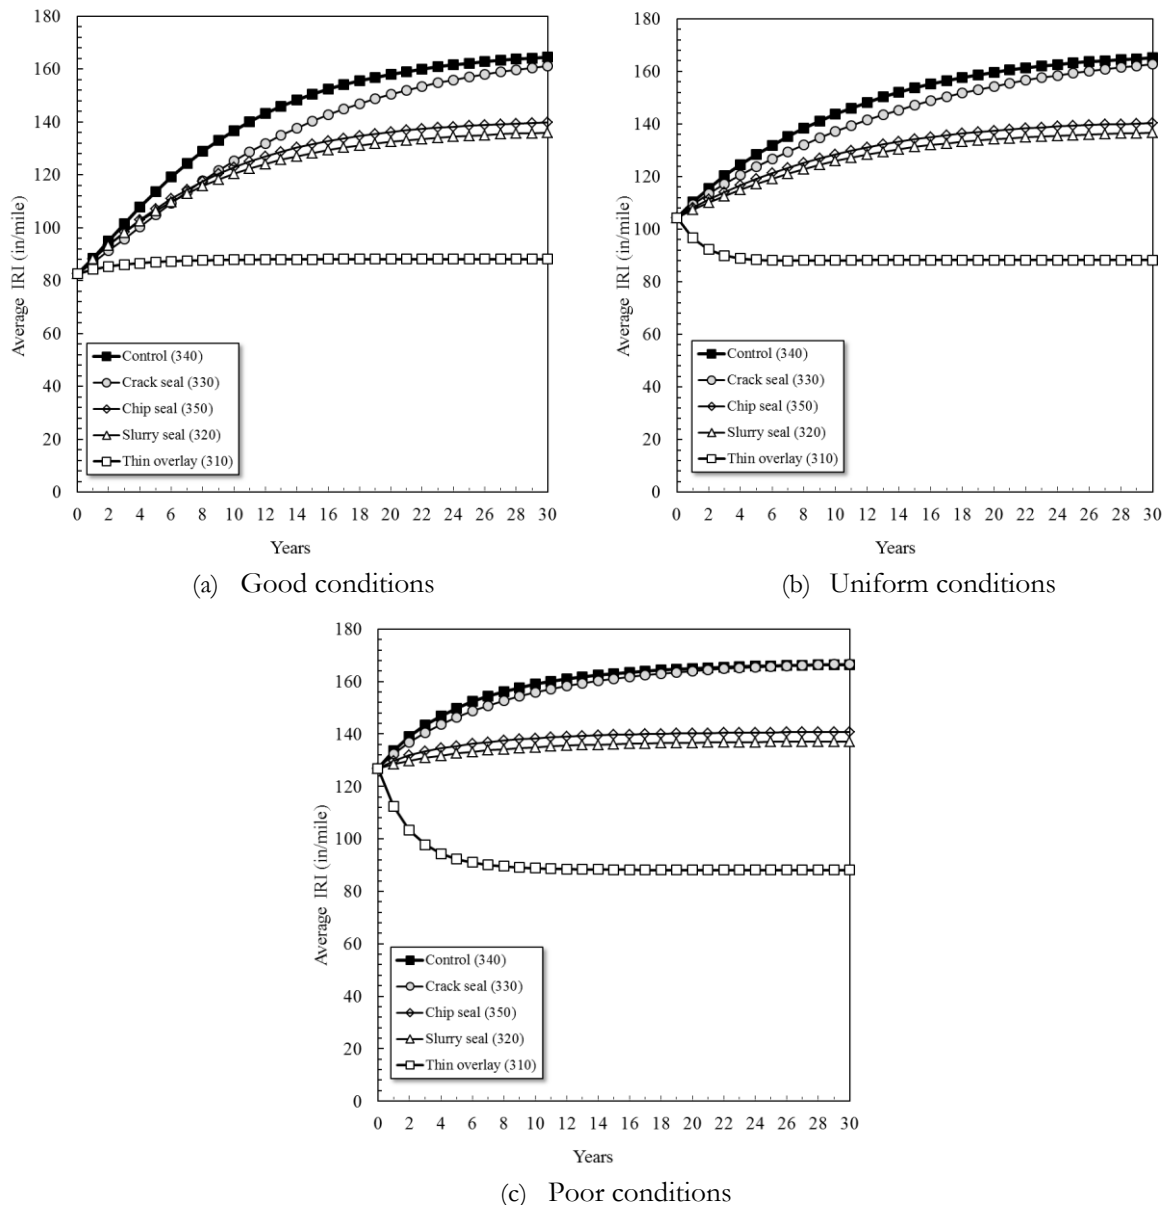 180
160
140
120
100
80
60
40
20
0
Average IRI (in/mile)
Control (340)
Crack seal (330)
Chip seal (350)
Slurry seal (320)
Thin overlay (310)
0 2 4 6 8 10 12 14 16 18 20 22 24 26 28 30
Years
(a) Good conditions
180
160
140
120
100
80
60
40
20
0
Average IRI (in/mile)
Control (340)
Crack seal (330)
Chip seal (350)
Slurry seal (320)
Thin overlay (310)
0 2 4 6 8 10 12 14 16 18 20 22 24 26 28 30
Years
(b) Uniform conditions
180
160
140
120
100
80
60
40
20
0
Average IRI (in/mile)
Control (340)
Crack seal (330)
Chip seal (350)
Slurry seal (320)
Thin overlay (310)
0 2 4 6 8 10 12 14 16 18 20 22 24 26 28 30
Years
(c) Poor conditions